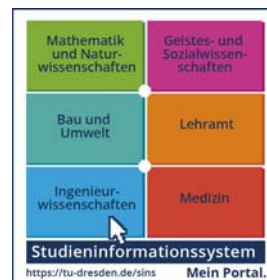 Mathematik
und Natur-
wissenschaften
Geistes- und
Sozialwissen-
schaften
Bau und
Umwelt
Lehramt
Ingenieur-
wissenschaften
Medizin
Studieninformationssystem
https://tu-dresden.de/sins
Mein Portal.